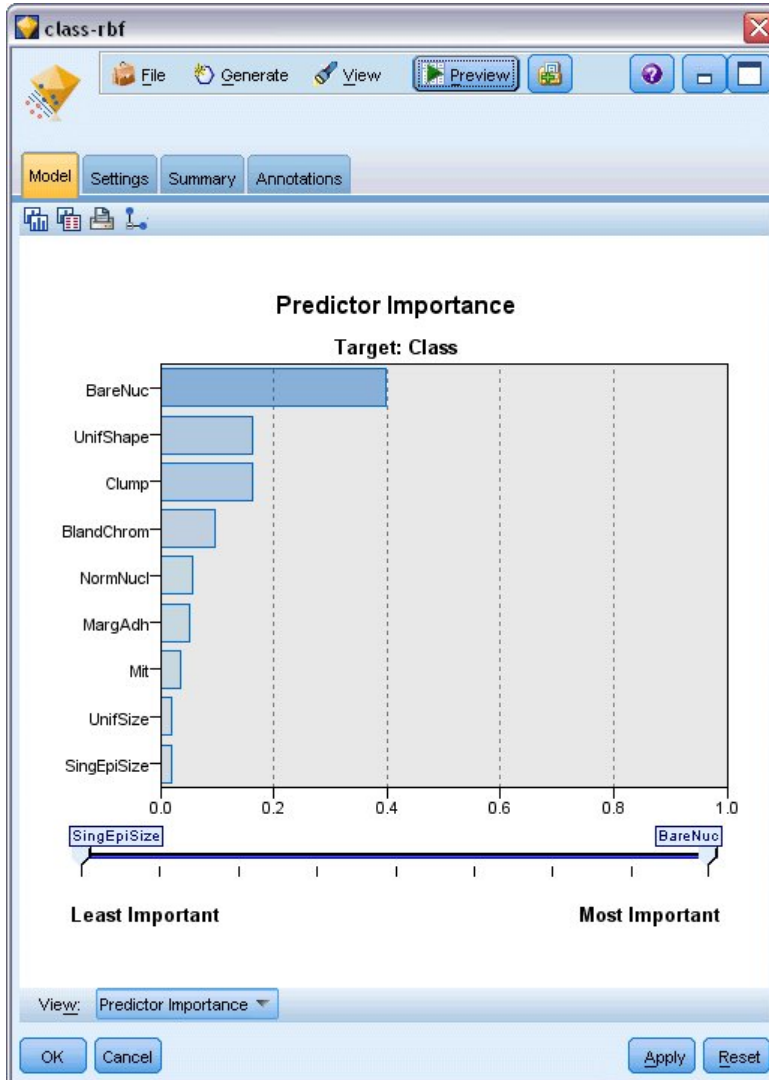 class-rbf
File Generate View Preview
Model Settings Summary Annotations
Predictor Importance
Target: Class
BareNuc
UnifShape
Clump
BlandChrom
NormNucl
MargAdh
Mit
UnifSize
SingEpiSize
0.0 0.2 0.4 0.6 0.8 1.0
SingEpiSize BareNuc
Least Important Most Important
View: Predictor Importance
OK Cancel Apply Reset